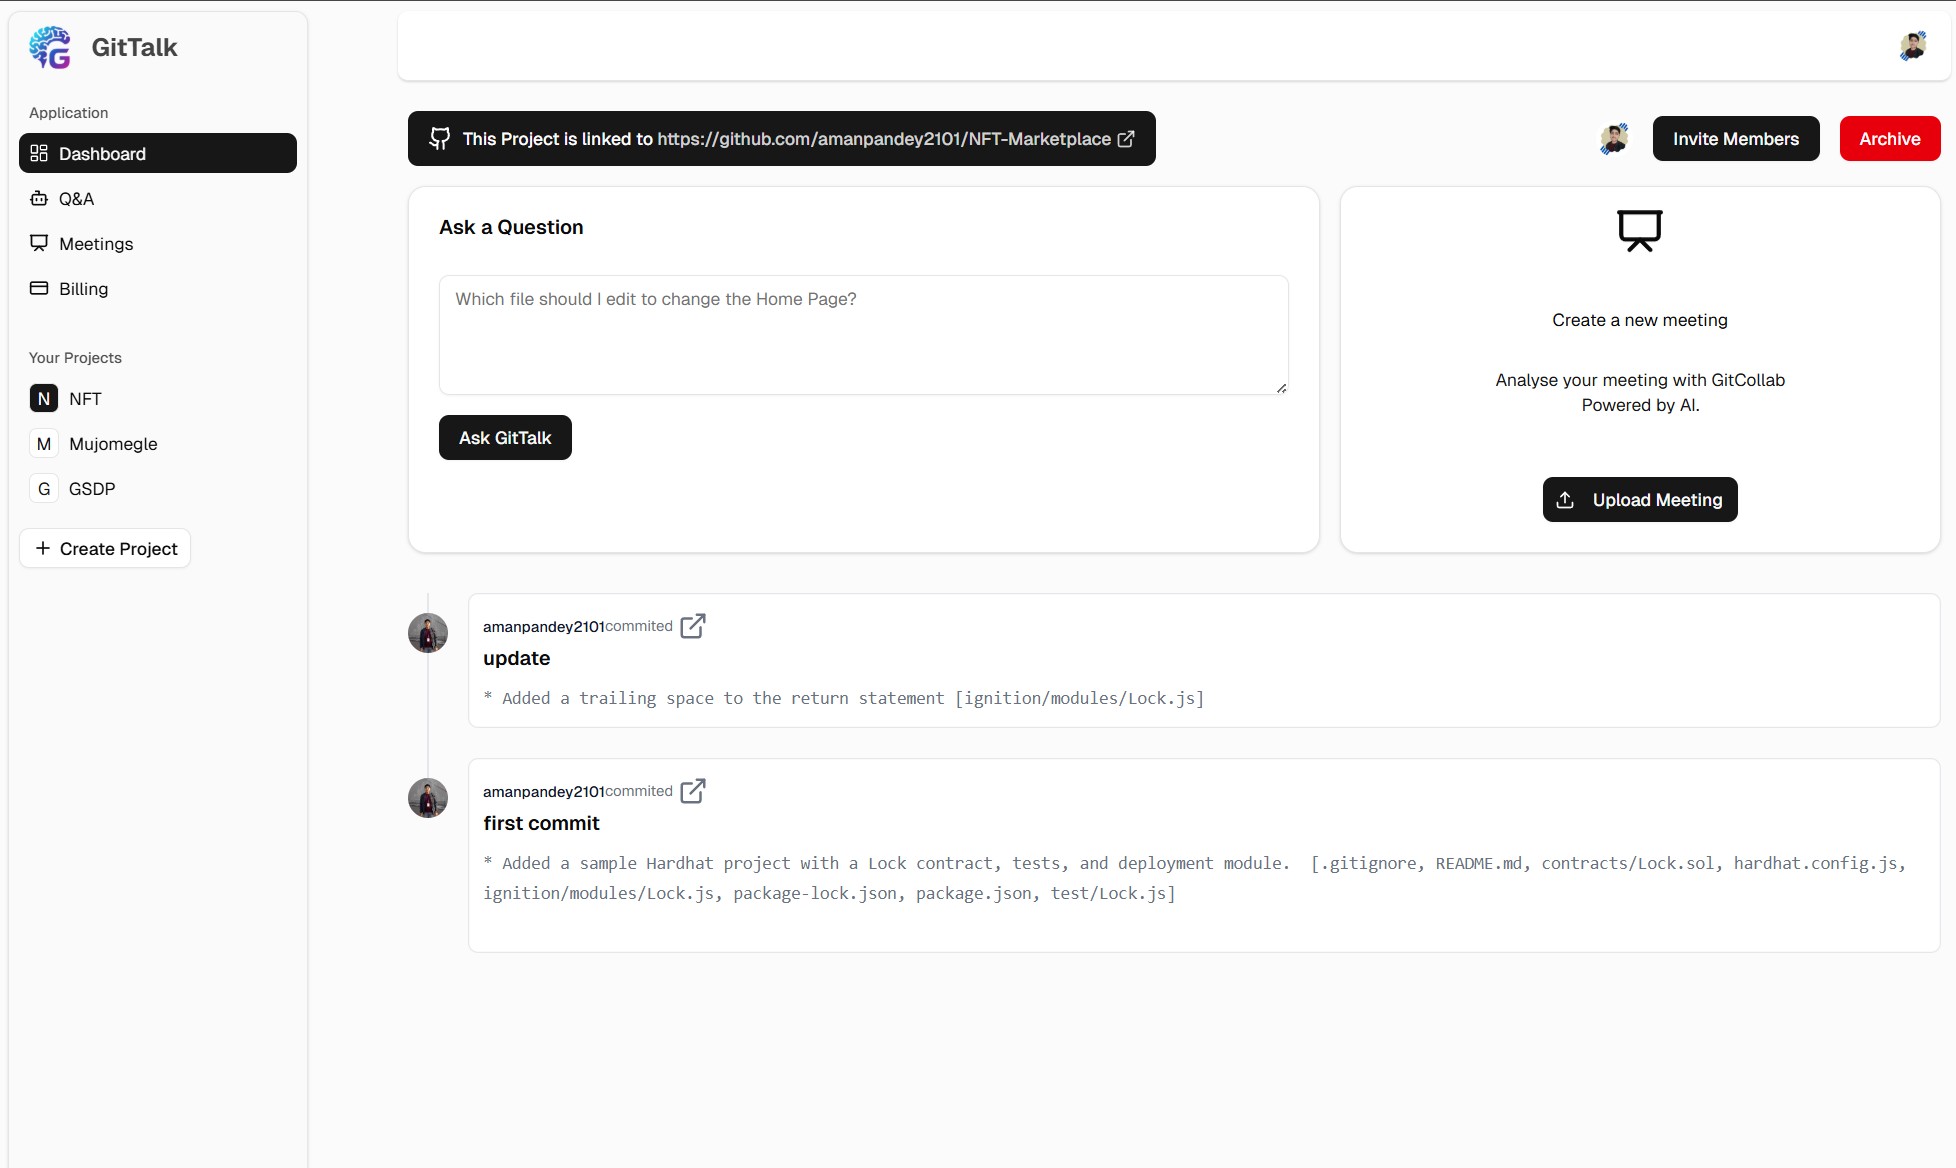 GitTalk
Application
Dashboard
Q&A
Meetings
Billing
Your Projects
N NFT
M Mujomegle
G GSDP
Create Project
This Project is linked to https://github.com/amanpandey2101/NFT-Marketplace
Invite Members
Archive
Ask a Question
Which file should I edit to change the Home Page?
Ask GitTalk
Create a new meeting
Analyse your meeting with GitCollab
Powered by AI.
Upload Meeting
amanpandey2101commited
update
* Added a trailing space to the return statement [ignition/modules/Lock.js]
amanpandey2101commited
first commit
* Added a sample Hardhat project with a Lock contract, tests, and deployment module.  [.gitignore, README.md, contracts/Lock.sol, hardhat.config.js,
ignition/modules/Lock.js, package-lock.json, package.json, test/Lock.js]